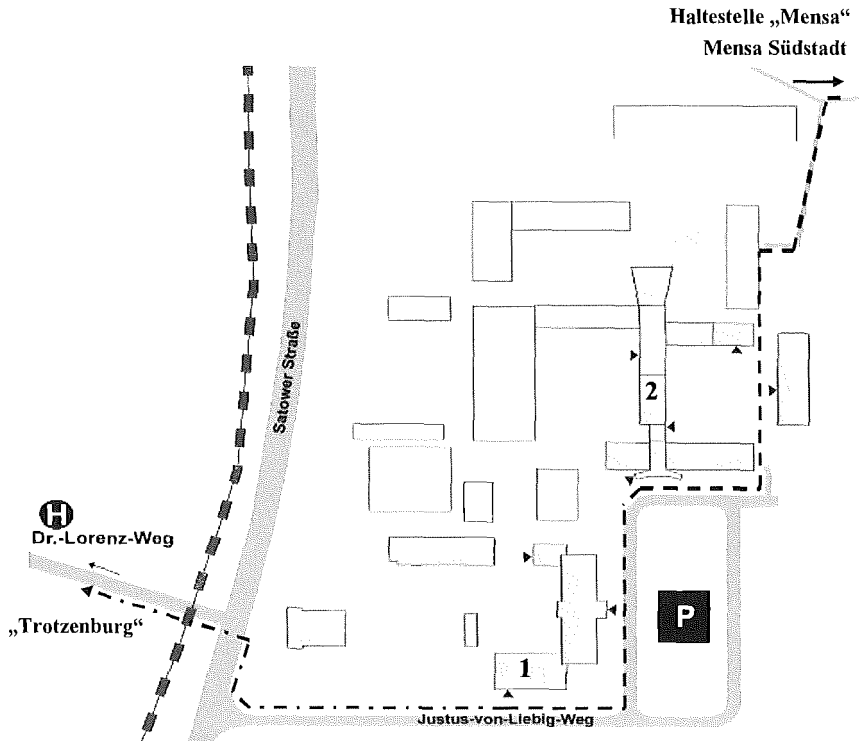 Haltestelle „Mensa“
Mensa Südstadt
Satower Straße
2
H
Dr.-Lorenz-Weg
„Trotzenburg“
P
1
Justus-von-Liebig-Weg